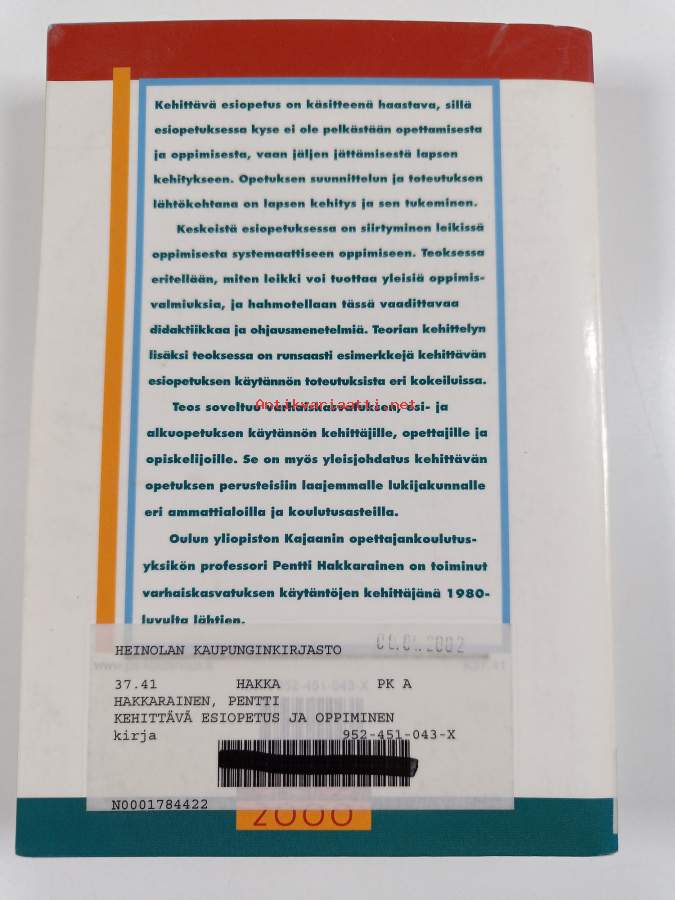 Kehittävä esiopetus on käsitteenä haastava, sillä
esiopetuksessa kyse ei ole pelkästään opettamisesta
ja oppimisesta, vaan jäljen jättämisestä lapsen
kehitykseen. Opetuksen suunnittelun ja toteutuksen
lähtökohtana on lapsen kehitys ja sen tukeminen.
Keskeistä esiopetuksessa on siirtyminen leikissä
oppimisesta systemaattiseen oppimiseen. Teoksessa
eritellään, miten leikki voi tuottaa yleisiä oppimis-
valmiuksia, ja hahmotellaan tässä vaadittavaa
didaktiikkaa ja ohjausmenetelmiä. Teorian kehittelyn
lisäksi teoksessa on runsaasti esimerkkejä kehittävän
esiopetuksen käytännön toteutuksista eri kokeiluissa.
Antikvariaatti.net
Teos soveltuu varhaiskasvatuksen, esi- ja
alkuopetuksen käytännön kehittäjille, opettajille ja
opiskelijoille. Se on myös yleisjohdatus kehittävän
opetuksen perusteisiin laajemmalle lukijakunnalle
eri ammattialoilla ja koulutusasteilla.
Oulun yliopiston Kajaanin opettajankoulutus-
yksikön professori Pentti Hakkarainen on toiminut
varhaiskasvatuksen käytäntöjen kehittäjänä 1980-
luvulta lähtien.
HEINOLAN KAUPUNGINKIRJASTO
37.41 HAKKA PK A
HAKKARAINEN, PENTTI
KEHITTÄVÄ ESIOPETUS JA OPPIMINEN
kirja 952-451-043-X
N0001784422
2000